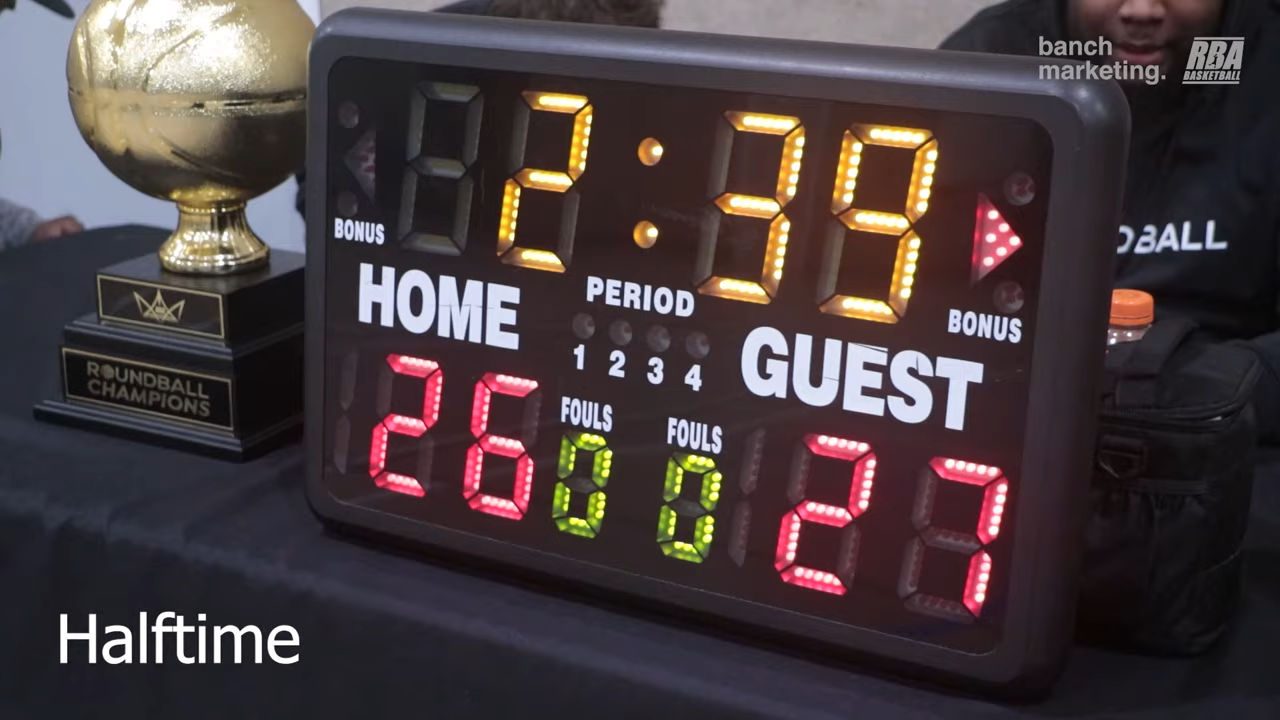 banch
marketing.
RBA
BASKETBALL
2:39
BONUS
BONUS
HOME
PERIOD
1 2 3 4
GUEST
FOULS
FOULS
26
0
0
27
ROUNDBALL
CHAMPIONS
DBALL
Halftime